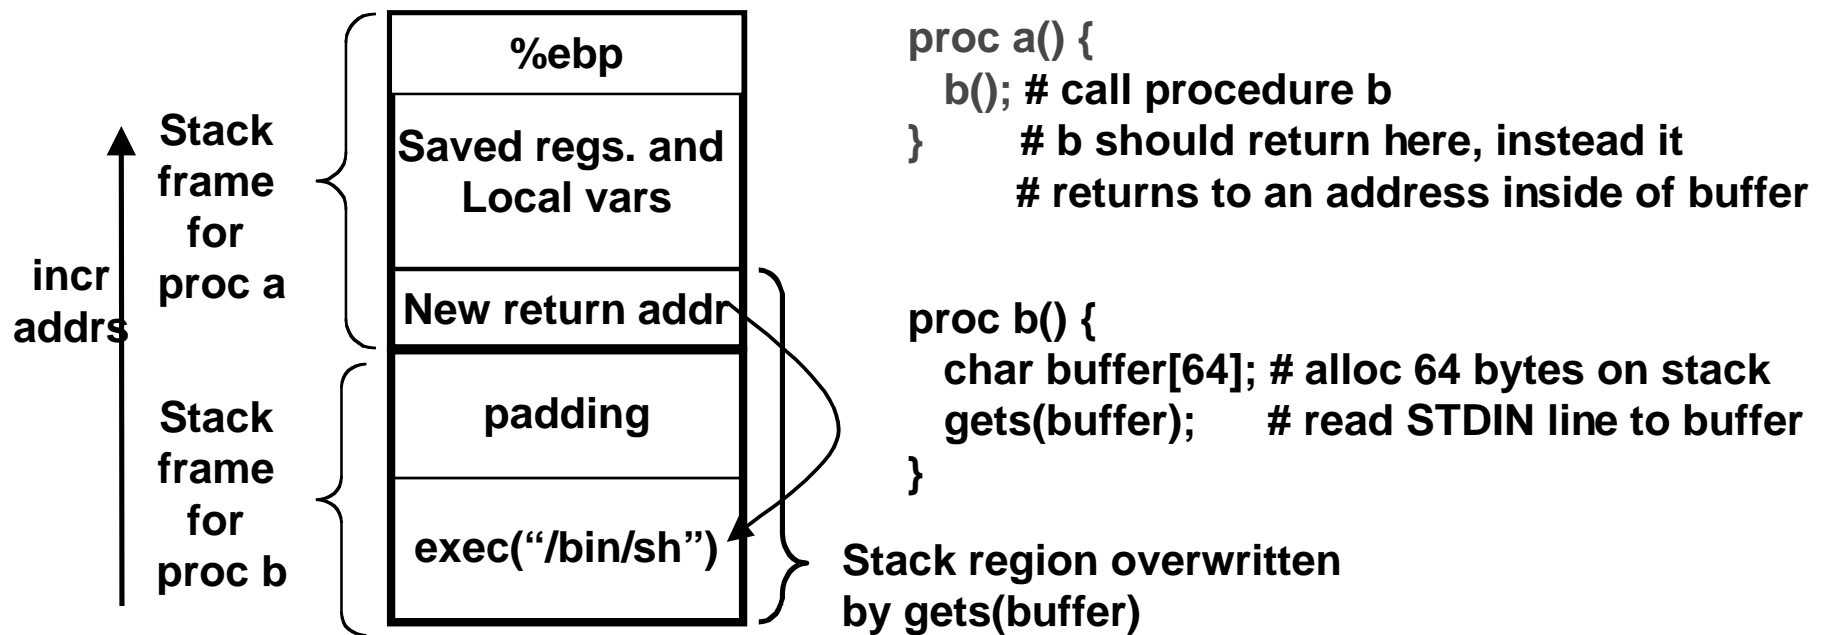 %ebp
Saved regs. and
Local vars
New return addr
padding
exec(“/bin/sh”)
Stack
frame
for
proc a
incr
addrs
Stack
frame
for
proc b
proc a() {
b(); # call procedure b
} # b should return here, instead it
# returns to an address inside of buffer
proc b() {
char buffer[64]; # alloc 64 bytes on stack
gets(buffer); # read STDIN line to buffer
}
Stack region overwritten
by gets(buffer)